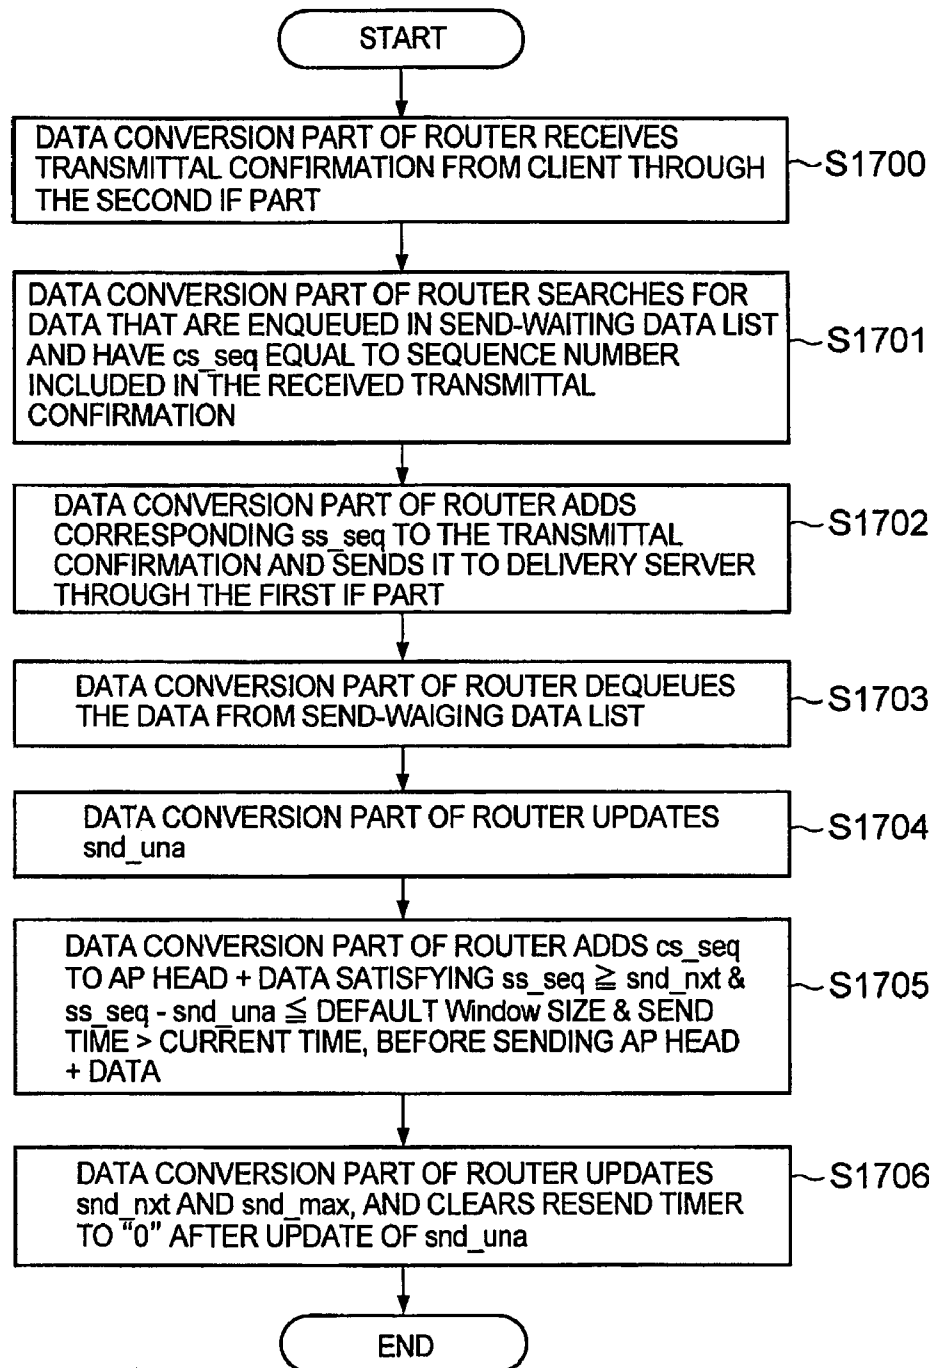 START
DATA CONVERSION PART OF ROUTER RECEIVES
TRANSMITTAL CONFIRMATION FROM CLIENT THROUGH
THE SECOND IF PART
S1700
DATA CONVERSION PART OF ROUTER SEARCHES FOR
DATA THAT ARE ENQUEUED IN SEND-WAITING DATA LIST
AND HAVE cs_seq EQUAL TO SEQUENCE NUMBER
INCLUDED IN THE RECEIVED TRANSMITTAL
CONFIRMATION
S1701
DATA CONVERSION PART OF ROUTER ADDS
CORRESPONDING ss_seq TO THE TRANSMITTAL
CONFIRMATION AND SENDS IT TO DELIVERY SERVER
THROUGH THE FIRST IF PART
S1702
DATA CONVERSION PART OF ROUTER DEQUEUES
THE DATA FROM SEND-WAIGING DATA LIST
S1703
DATA CONVERSION PART OF ROUTER UPDATES
snd_una
S1704
DATA CONVERSION PART OF ROUTER ADDS cs_seq
TO AP HEAD + DATA SATISFYING ss_seq ≧ snd_nxt &
ss_seq - snd_una ≦ DEFAULT Window SIZE & SEND
TIME > CURRENT TIME, BEFORE SENDING AP HEAD
+ DATA
S1705
DATA CONVERSION PART OF ROUTER UPDATES
snd_nxt AND snd_max, AND CLEARS RESEND TIMER
TO "0" AFTER UPDATE OF snd_una
S1706
END